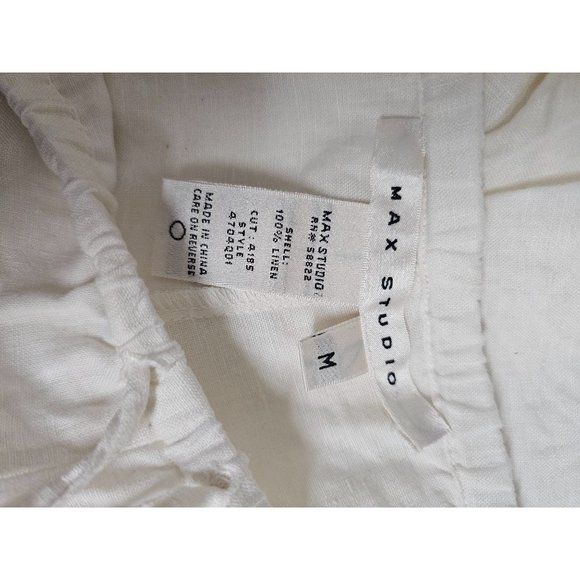 MAX STUDIO
M
MAX STUDIO
RN# 58822
SHELL:
100% LINEN
CUT: 4185
STYLE
4704Q01
MADE IN CHINA
CARE ON REVERSE